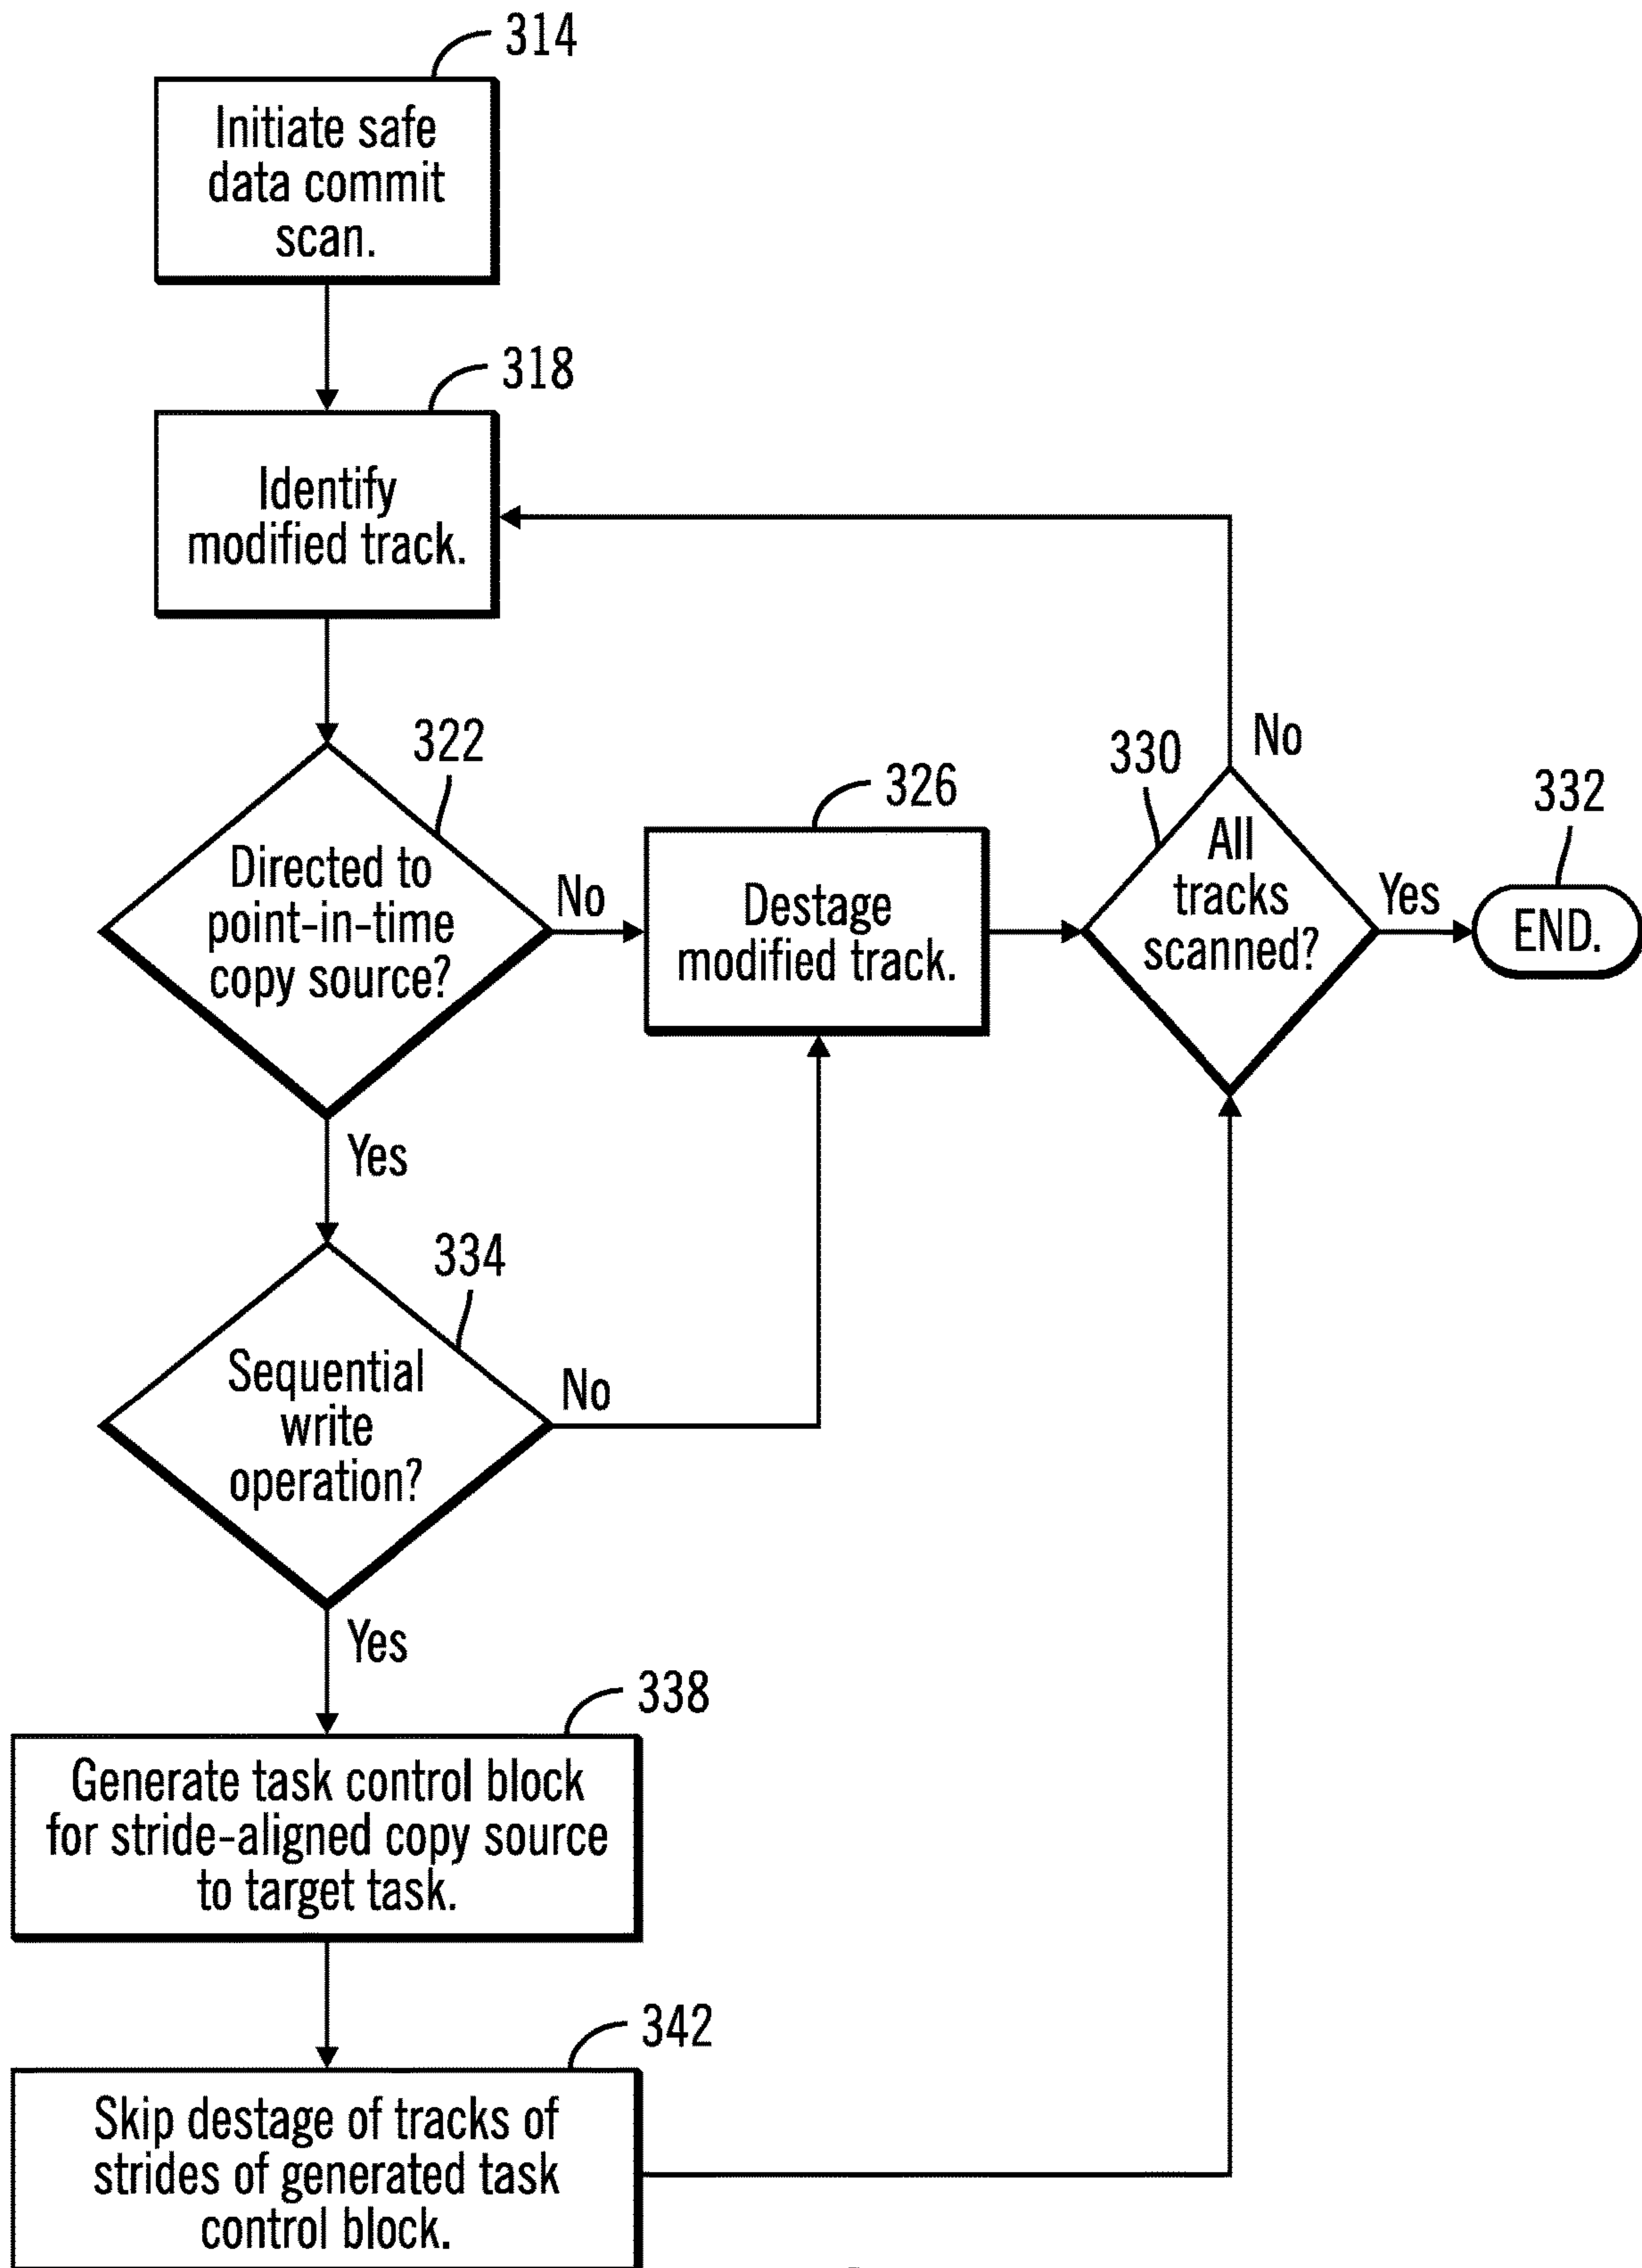 314
Initiate safe
data commit
scan.
318
Identify
modified track.
322
Directed to
point-in-time
copy source?
No
Yes
326
Destage
modified track.
330
All
tracks
scanned?
No
Yes
332
END.
334
Sequential
write
operation?
No
Yes
338
Generate task control block
for stride-aligned copy source
to target task.
342
Skip destage of tracks of
strides of generated task
control block.